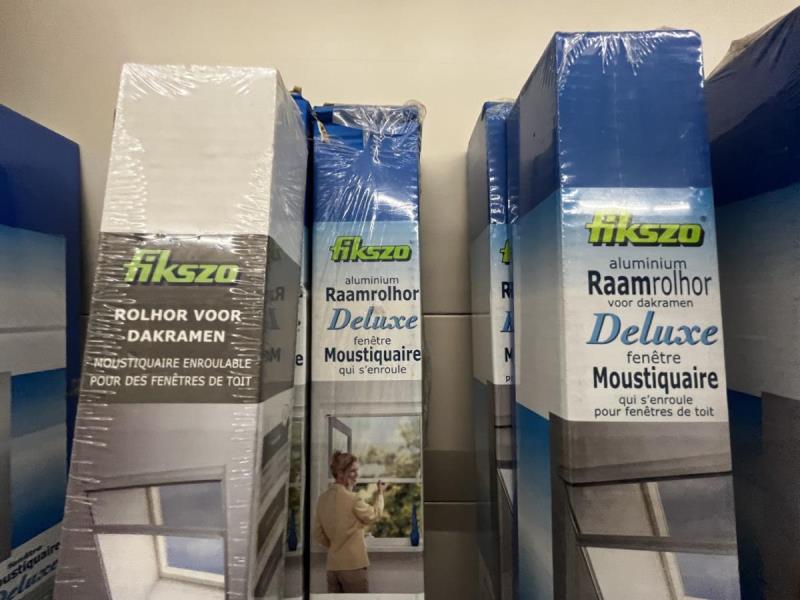 fikszo
ROLHOR VOOR
DAKRAMEN
MOUSTIQUAIRE ENROULABLE
POUR DES FENÊTRES DE TOIT
fikszo
aluminium
Raamrolhor
Deluxe
fenêtre
Moustiquaire
qui s'enroule
fikszo
aluminium
Raamrolhor
voor dakramen
Deluxe
fenêtre
Moustiquaire
qui s'enroule
pour fenêtres de toit
fenêtre
Deluxe